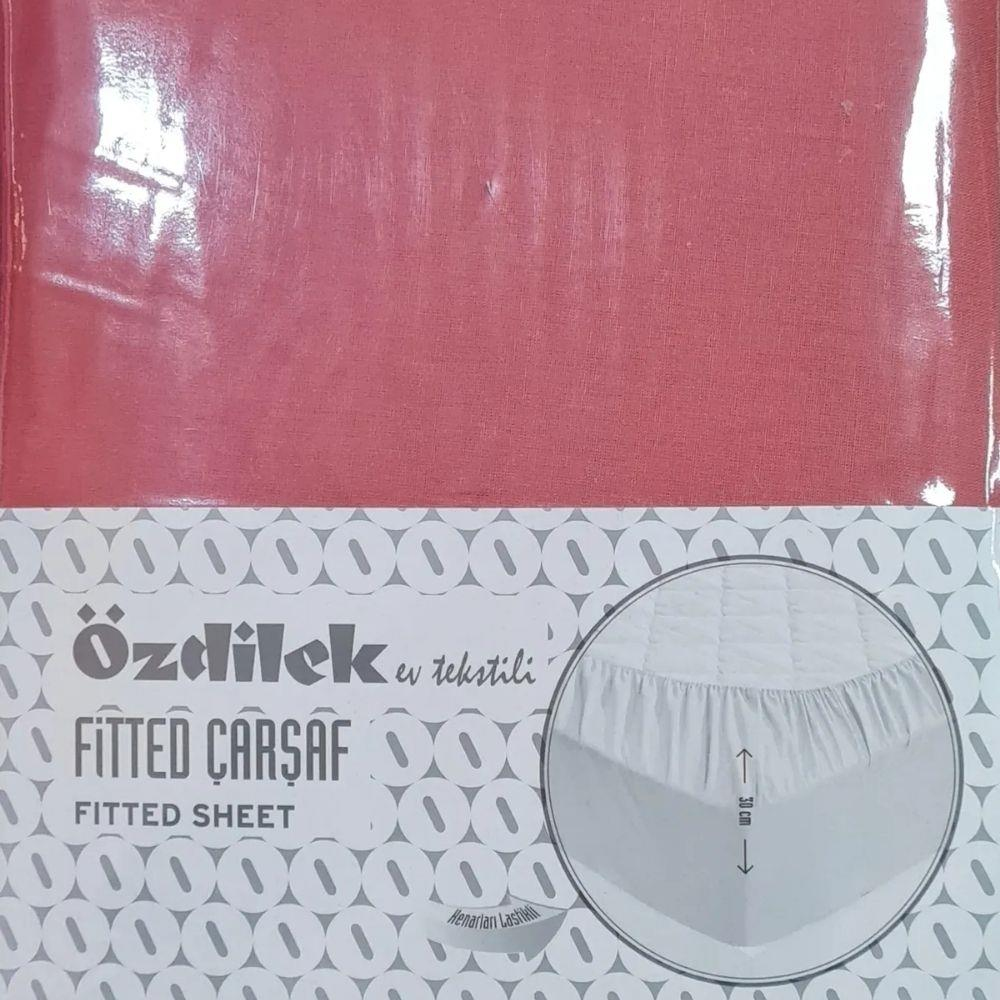 Özdilek ev tekstili
FİTTED ÇARŞAF
FITTED SHEET
30 cm
Kenarları Lastikli